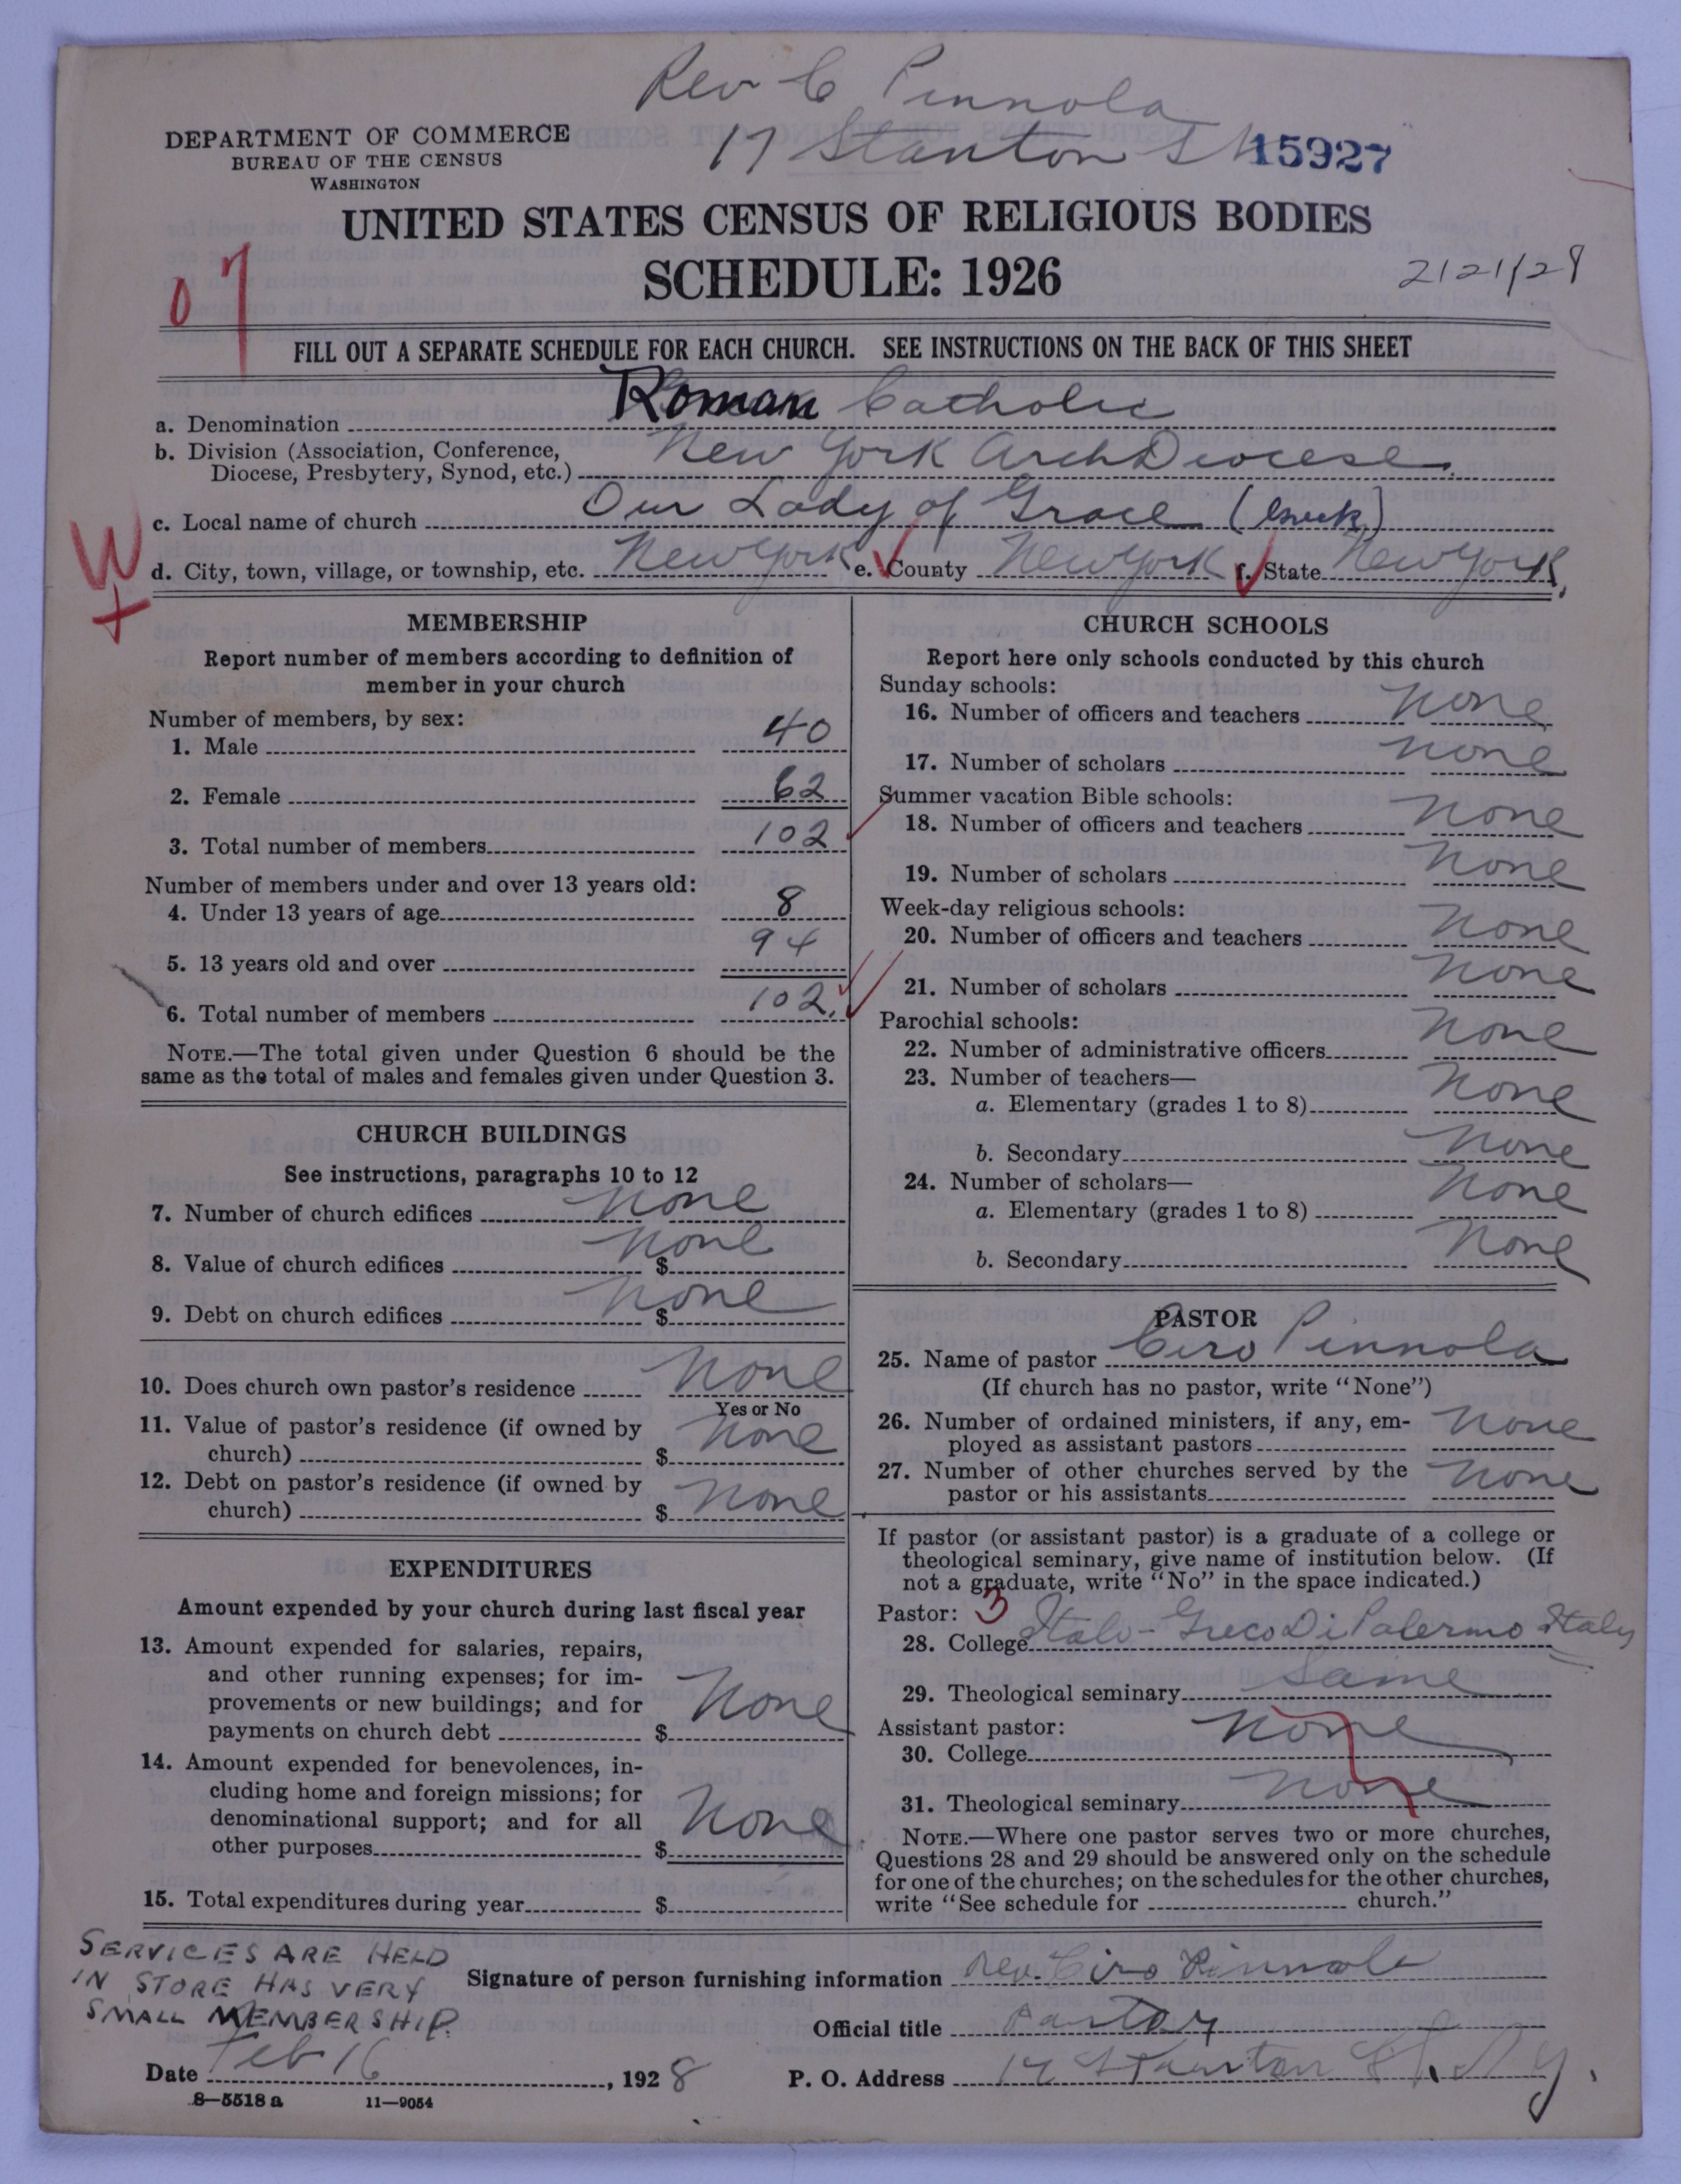 Rev C Pinnola
17 Stanton St
15927
DEPARTMENT OF COMMERCE
BUREAU OF THE CENSUS
WASHINGTON
UNITED STATES CENSUS OF RELIGIOUS BODIES
SCHEDULE: 1926
2/21/28
07
FILL OUT A SEPARATE SCHEDULE FOR EACH CHURCH. SEE INSTRUCTIONS ON THE BACK OF THIS SHEET
a. Denomination Roman Catholic
b. Division (Association, Conference,
Diocese, Presbytery, Synod, etc.) New York ArchDiocese
c. Local name of church Our Lady of Grace (Greek)
W
d. City, town, village, or township, etc. New York e. County New York f. State New York,
+
MEMBERSHIP
Report number of members according to definition of
member in your church
Number of members, by sex:
1. Male 40
2. Female 62
3. Total number of members 102
Number of members under and over 13 years old:
4. Under 13 years of age 8
5. 13 years old and over 94
6. Total number of members 102.
NOTE.—The total given under Question 6 should be the
same as the total of males and females given under Question 3.
CHURCH BUILDINGS
See instructions, paragraphs 10 to 12
7. Number of church edifices None
8. Value of church edifices $ None
9. Debt on church edifices $ None
10. Does church own pastor's residence None
Yes or No
11. Value of pastor's residence (if owned by
church) $ None
12. Debt on pastor's residence (if owned by
church) $ None
EXPENDITURES
Amount expended by your church during last fiscal year
13. Amount expended for salaries, repairs,
and other running expenses; for im-
provements or new buildings; and for
payments on church debt $ None
14. Amount expended for benevolences, in-
cluding home and foreign missions; for
denominational support; and for all
other purposes $ None
15. Total expenditures during year $
CHURCH SCHOOLS
Report here only schools conducted by this church
Sunday schools:
16. Number of officers and teachers None
17. Number of scholars None
Summer vacation Bible schools:
18. Number of officers and teachers None
19. Number of scholars None
Week-day religious schools:
20. Number of officers and teachers None
21. Number of scholars None
Parochial schools:
22. Number of administrative officers None
23. Number of teachers—
a. Elementary (grades 1 to 8) None
b. Secondary None
24. Number of scholars—
a. Elementary (grades 1 to 8) None
b. Secondary None
PASTOR
25. Name of pastor Ciro Pinnola
(If church has no pastor, write "None")
26. Number of ordained ministers, if any, em-
ployed as assistant pastors None
27. Number of other churches served by the
pastor or his assistants None
If pastor (or assistant pastor) is a graduate of a college or
theological seminary, give name of institution below. (If
not a graduate, write "No" in the space indicated.)
Pastor: 3
28. College Italo-Greco Di Palermo Italy
29. Theological seminary Same
Assistant pastor:
30. College None
31. Theological seminary None
NOTE.—Where one pastor serves two or more churches,
Questions 28 and 29 should be answered only on the schedule
for one of the churches; on the schedules for the other churches,
write "See schedule for church."
SERVICES ARE HELD
IN STORE HAS VERY
SMALL MEMBERSHIP.
Signature of person furnishing information Rev. Ciro Pinnola
Official title Pastor
Date Feb 16, 1928
P. O. Address 17 Stanton St. N.Y.
8—5518 a 11—9054